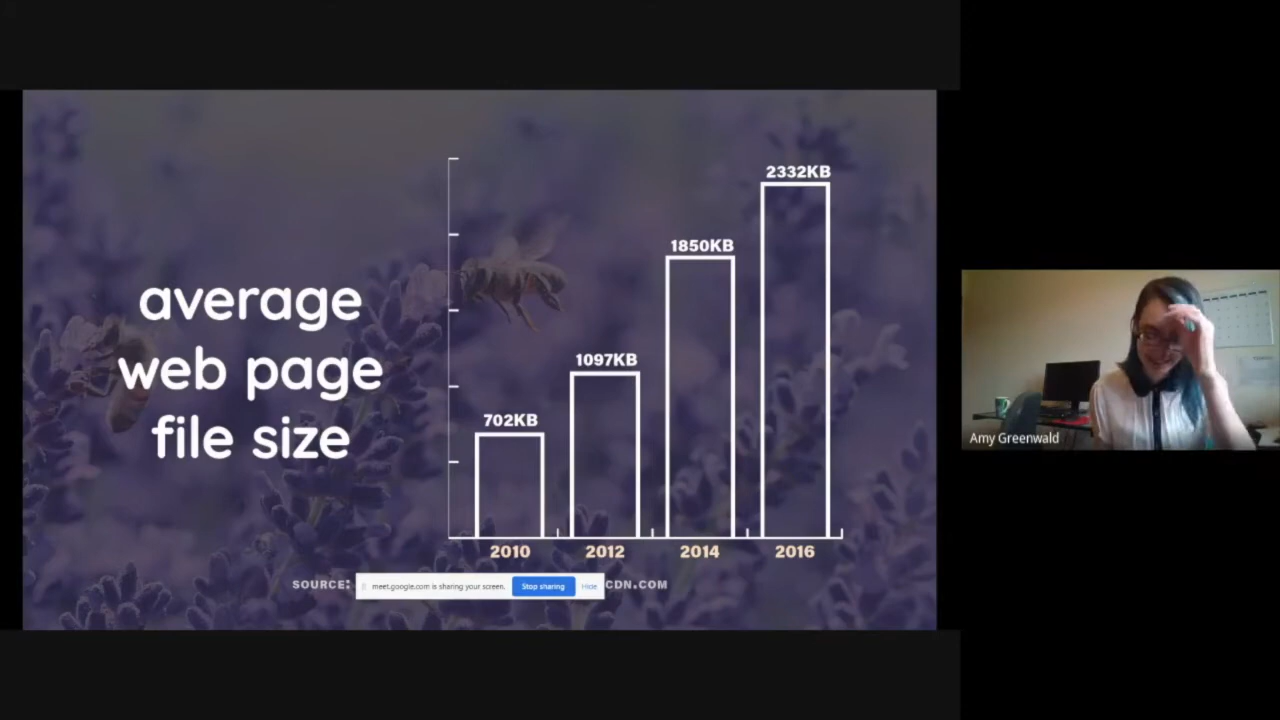 average
web page
file size
2332KB
1850KB
1097KB
702KB
2010 2012 2014 2016
SOURCE: CDN.COM
meet.google.com is sharing your screen. Stop sharing Hide
Amy Greenwald